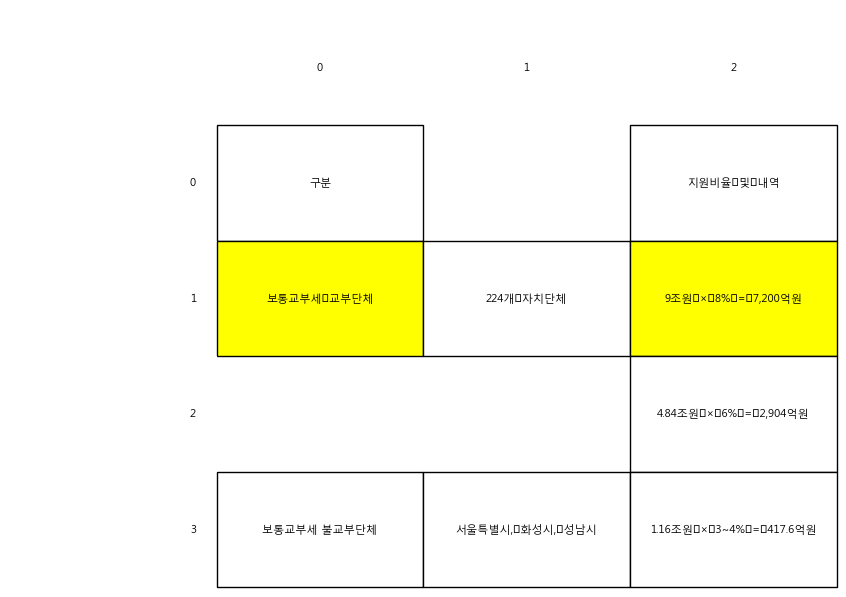 0 1 2
0 구분 지원비율 및 내역
1 보통교부세 교부단체 224개 자치단체 9조원 × 8% = 7,200억원
2 4.84조원 × 6% = 2,904억원
3 보통교부세 불교부단체 서울특별시, 화성시, 성남시 1.16조원 × 3~4% = 417.6억원